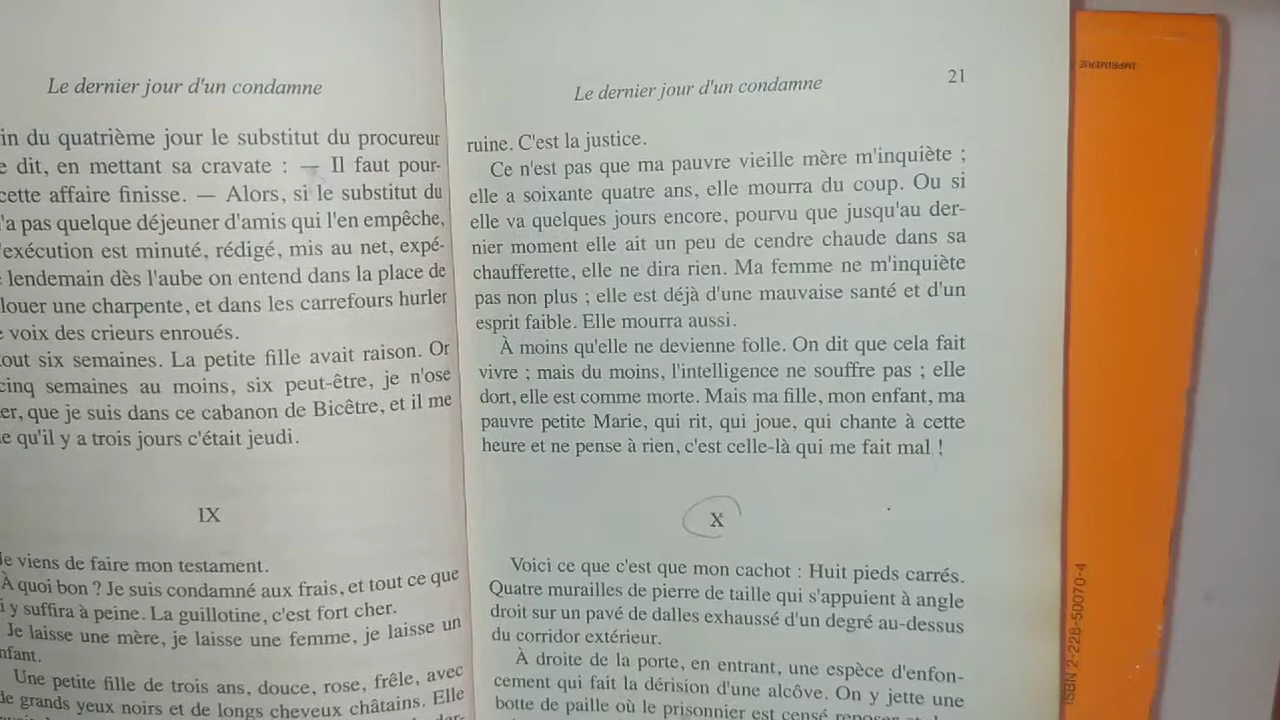 Le dernier jour d'un condamne
in du quatrième jour le substitut du procureur
e dit, en mettant sa cravate : — Il faut pour-
cette affaire finisse. — Alors, si le substitut du
'a pas quelque déjeuner d'amis qui l'en empêche,
'exécution est minuté, rédigé, mis au net, expé-
e lendemain dès l'aube on entend dans la place de
louer une charpente, et dans les carrefours hurler
e voix des crieurs enroués.
out six semaines. La petite fille avait raison. Or
cinq semaines au moins, six peut-être, je n'ose
er, que je suis dans ce cabanon de Bicêtre, et il me
e qu'il y a trois jours c'était jeudi.
IX
Je viens de faire mon testament.
À quoi bon ? Je suis condamné aux frais, et tout ce que
i y suffira à peine. La guillotine, c'est fort cher.
Je laisse une mère, je laisse une femme, je laisse un
nfant.
Une petite fille de trois ans, douce, rose, frêle, avec
de grands yeux noirs et de longs cheveux châtains. Elle
Le dernier jour d'un condamne
21
ruine. C'est la justice.
Ce n'est pas que ma pauvre vieille mère m'inquiète ;
elle a soixante quatre ans, elle mourra du coup. Ou si
elle va quelques jours encore, pourvu que jusqu'au der-
nier moment elle ait un peu de cendre chaude dans sa
chaufferette, elle ne dira rien. Ma femme ne m'inquiète
pas non plus ; elle est déjà d'une mauvaise santé et d'un
esprit faible. Elle mourra aussi.
À moins qu'elle ne devienne folle. On dit que cela fait
vivre ; mais du moins, l'intelligence ne souffre pas ; elle
dort, elle est comme morte. Mais ma fille, mon enfant, ma
pauvre petite Marie, qui rit, qui joue, qui chante à cette
heure et ne pense à rien, c'est celle-là qui me fait mal !
X
Voici ce que c'est que mon cachot : Huit pieds carrés.
Quatre murailles de pierre de taille qui s'appuient à angle
droit sur un pavé de dalles exhaussé d'un degré au-dessus
du corridor extérieur.
À droite de la porte, en entrant, une espèce d'enfon-
cement qui fait la dérision d'une alcôve. On y jette une
botte de paille où le prisonnier est censé reposer et
IMPRIMERIE
ISBN 2-228-50070-4